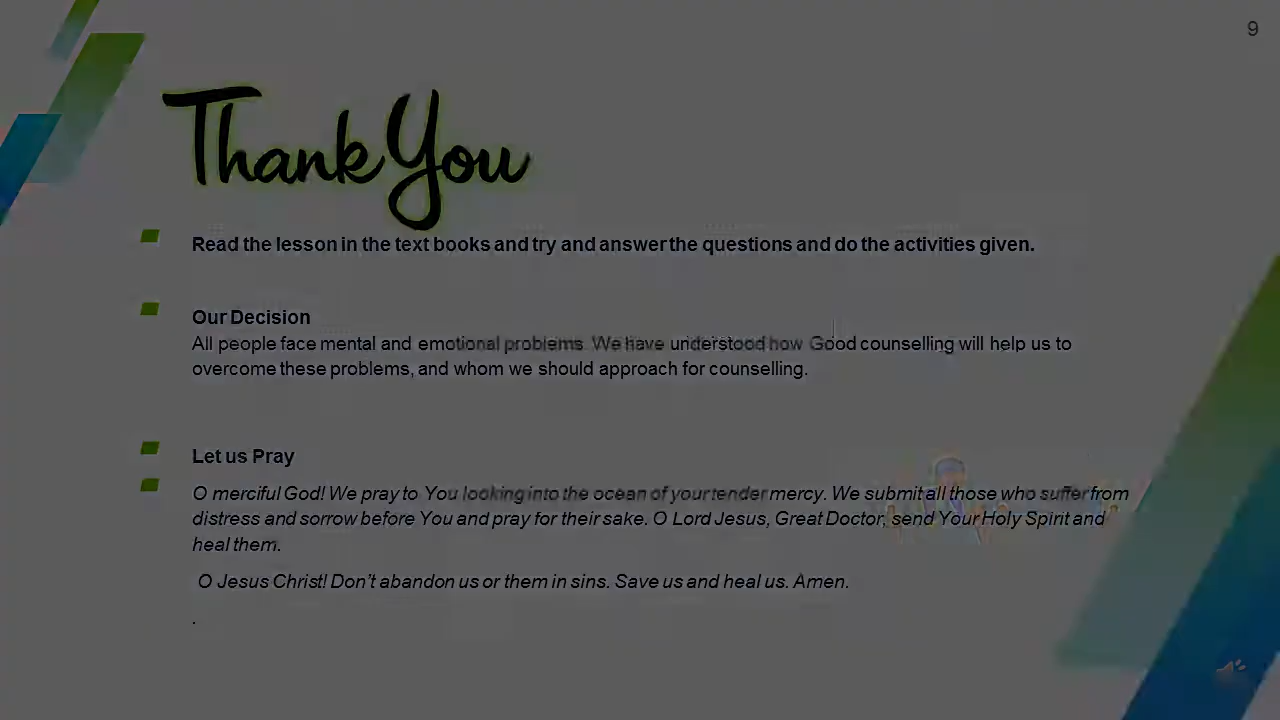 9
Thank You
Read the lesson in the text books and try and answer the questions and do the activities given.
Our Decision
All people face mental and emotional problems. We have understood how Good counselling will help us to
overcome these problems, and whom we should approach for counselling.
Let us Pray
O merciful God! We pray to You looking into the ocean of your tender mercy. We submit all those who suffer from
distress and sorrow before You and pray for their sake. O Lord Jesus, Great Doctor, send Your Holy Spirit and
heal them.
O Jesus Christ! Don’t abandon us or them in sins. Save us and heal us. Amen.
.